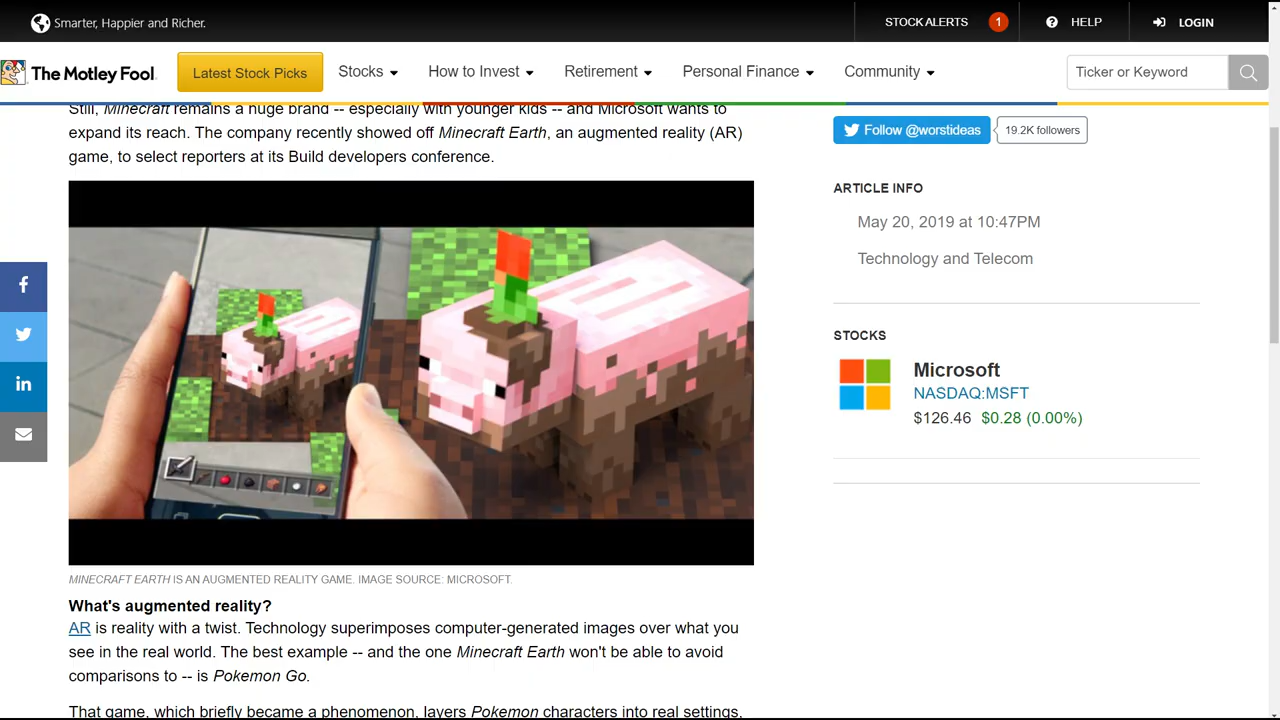 Smarter, Happier and Richer.
STOCK ALERTS 1 HELP LOGIN
The Motley Fool
Latest Stock Picks
Stocks How to Invest Retirement Personal Finance Community
Ticker or Keyword
Still, Minecraft remains a huge brand -- especially with younger kids -- and Microsoft wants to
expand its reach. The company recently showed off Minecraft Earth, an augmented reality (AR)
game, to select reporters at its Build developers conference.
MINECRAFT EARTH IS AN AUGMENTED REALITY GAME. IMAGE SOURCE: MICROSOFT.
What's augmented reality?
AR is reality with a twist. Technology superimposes computer-generated images over what you
see in the real world. The best example -- and the one Minecraft Earth won't be able to avoid
comparisons to -- is Pokemon Go.
That game, which briefly became a phenomenon, layers Pokemon characters into real settings,
Follow @worstideas
19.2K followers
ARTICLE INFO
May 20, 2019 at 10:47PM
Technology and Telecom
STOCKS
Microsoft
NASDAQ:MSFT
$126.46 $0.28 (0.00%)